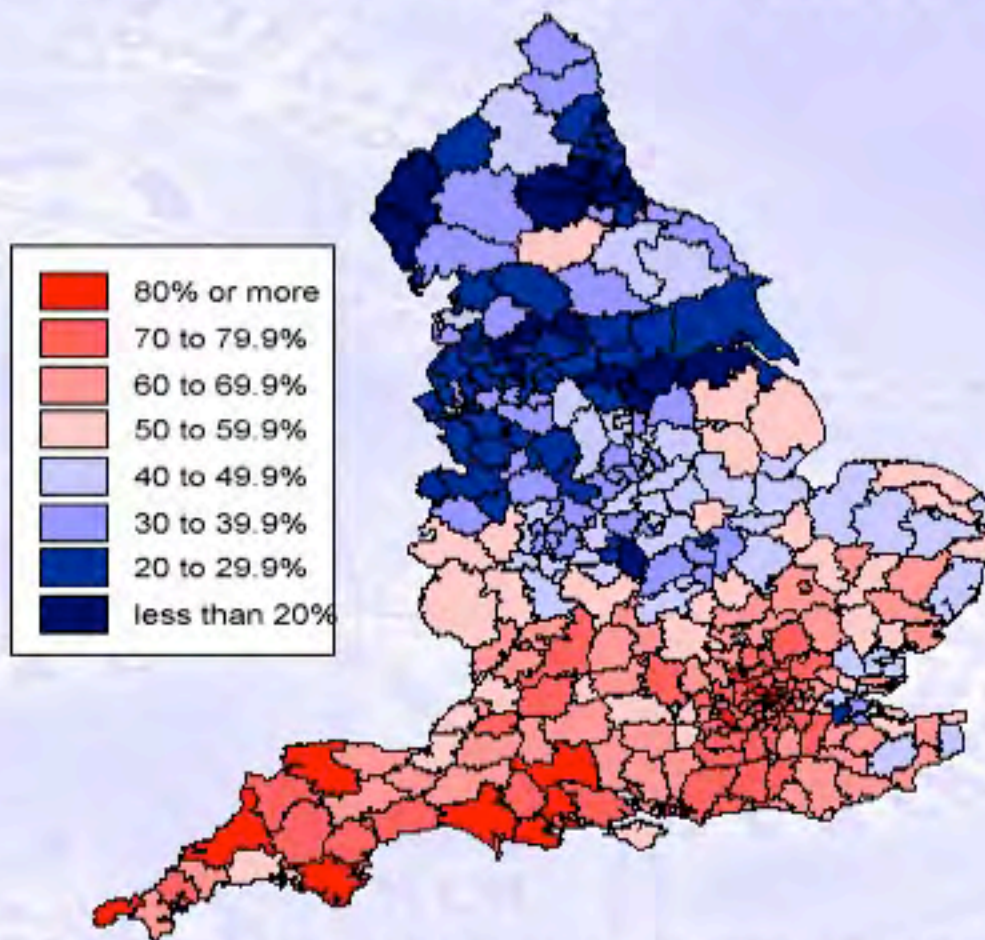 80% or more
70 to 79.9%
60 to 69.9%
50 to 59.9%
40 to 49.9%
30 to 39.9%
20 to 29.9%
less than 20%